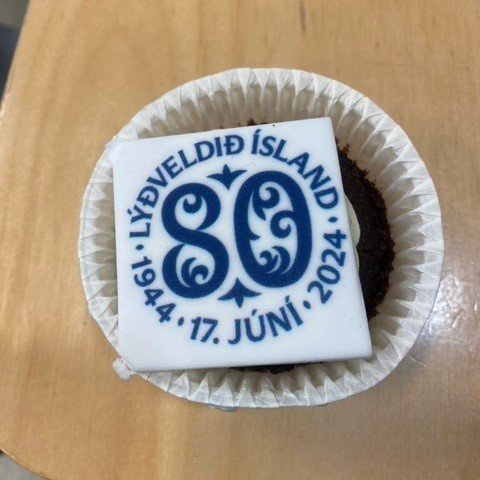 LÝÐVELDIÐ ÍSLAND
80
1944 · 17. JÚNÍ · 2024